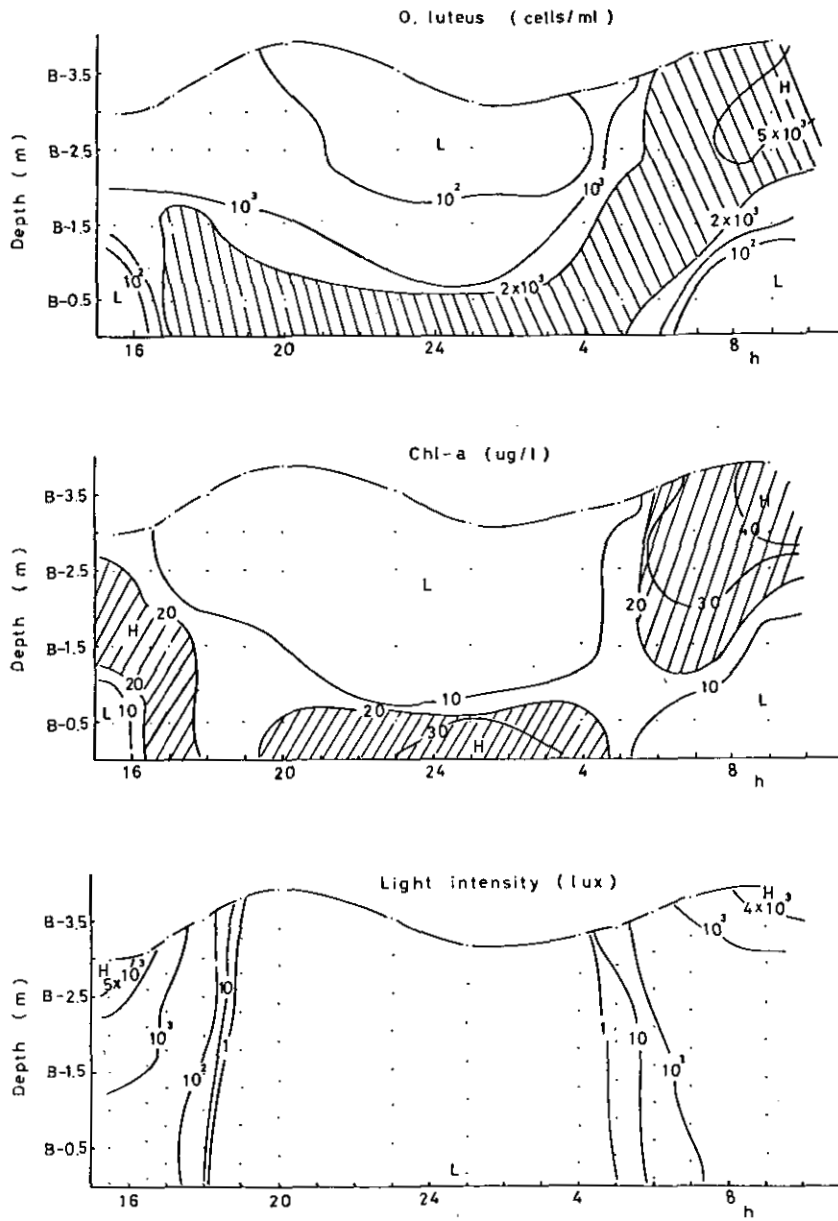 O. luteus (cells/ml)
Depth (m)
B-3.5
B-2.5
B-1.5
B-0.5
L
10²
10³
10³
H
5×10³
2×10³
2×10³
10²
L
10²
L
16
20
24
4
8
h
Chl-a (ug/l)
Depth (m)
B-3.5
B-2.5
B-1.5
B-0.5
H
40
L
20
30
20
H
20
10
L
10
20
30
H
10
L
16
20
24
4
8
h
Light intensity (lux)
Depth (m)
B-3.5
B-2.5
B-1.5
B-0.5
H
4×10³
10³
H
5×10³
10
10³
1
10²
1
10
10¹
L
16
20
24
4
8
h